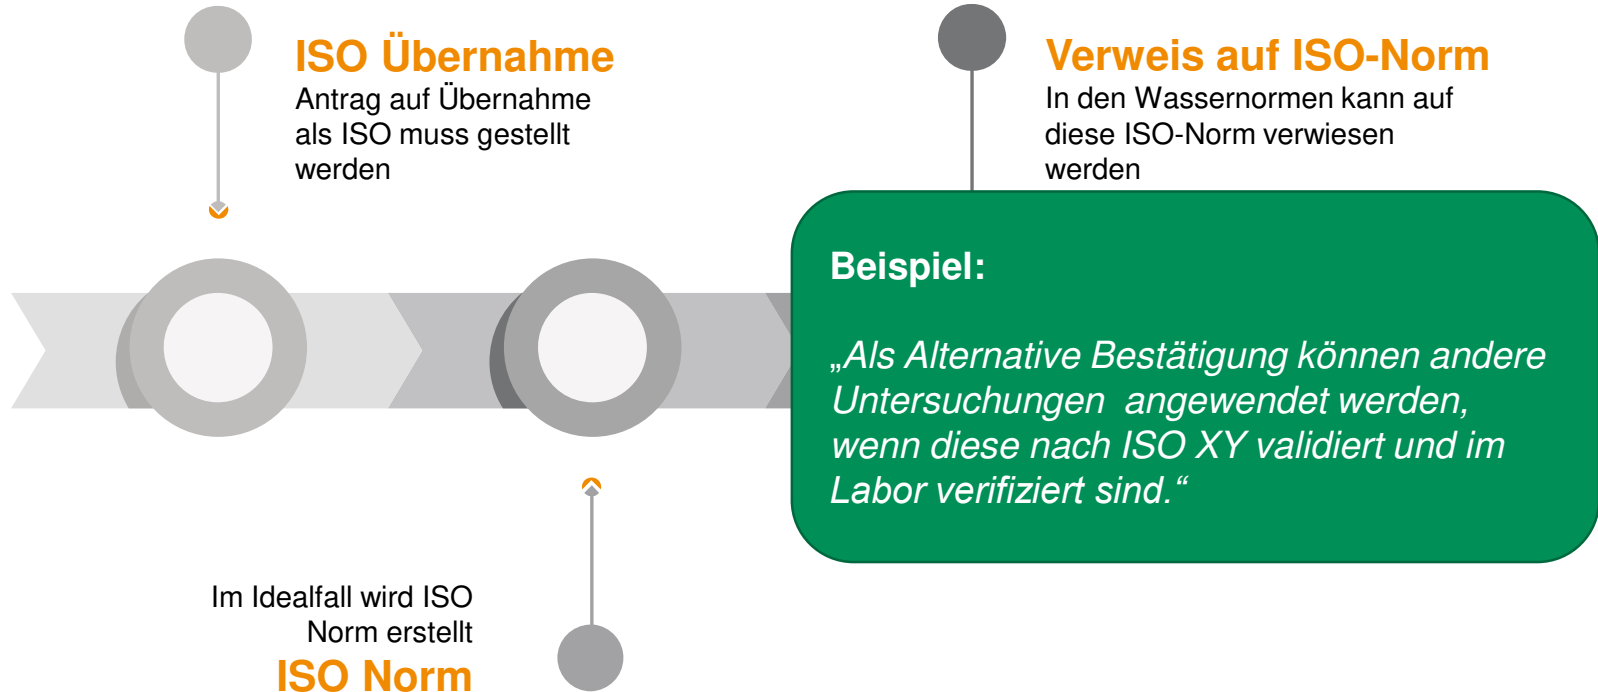 ISO Übernahme
Antrag auf Übernahme
als ISO muss gestellt
werden
Verweis auf ISO-Norm
In den Wassernormen kann auf
diese ISO-Norm verwiesen
werden
Beispiel:
„Als Alternative Bestätigung können andere
Untersuchungen  angewendet werden,
wenn diese nach ISO XY validiert und im
Labor verifiziert sind.“
Im Idealfall wird ISO
Norm erstellt
ISO Norm